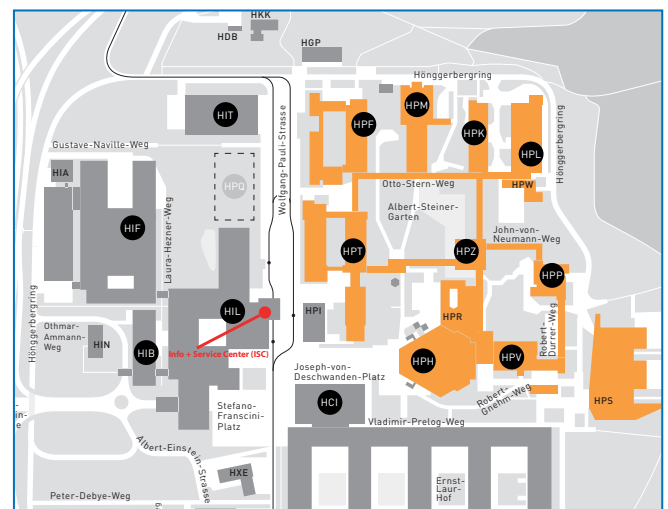 HKK
HDB
HGP
Hönggerbergring
HPM
HIT
HPF
HPK
HPL
Wolfgang-Pauli-Strasse
Gustave-Naville-Weg
HIA
HPQ
Otto-Stern-Weg
HPW
Hönggerbergring
Laura-Hezner-Weg
Albert-Steiner-
Garten
HIF
John-von-
Neumann-Weg
HPT
HPZ
HPP
Hönggerbergring
HIL
HPI
HPR
Othmar-
Ammann-
Weg
HIN
HIB
Info + Service Center (ISC)
HPH
HPV
Robert-
Durrer-Weg
Joseph-von-
Deschwanden-Platz
Robert-
Gnehm-Weg
HPS
HCI
Stefano-
Franscini-
Platz
Vladimir-Prelog-Weg
in-
e
Albert-Einstein-Strasse
HXE
Ernst-
Laur-
Hof
Peter-Debye-Weg